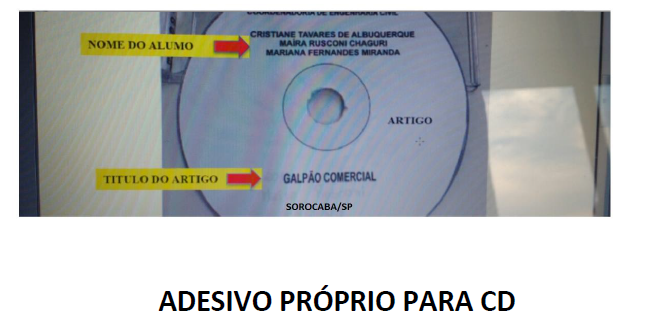 COORDENADORIA DE ENGENHARIA CIVIL
CRISTIANE TAVARES DE ALBUQUERQUE
NOME DO ALUMO
MAÍRA RUSCONI CHAGURI
MARIANA FERNANDES MIRANDA
ARTIGO
TITULO DO ARTIGO
GALPÃO COMERCIAL
SOROCABA/SP
ADESIVO PRÓPRIO PARA CD